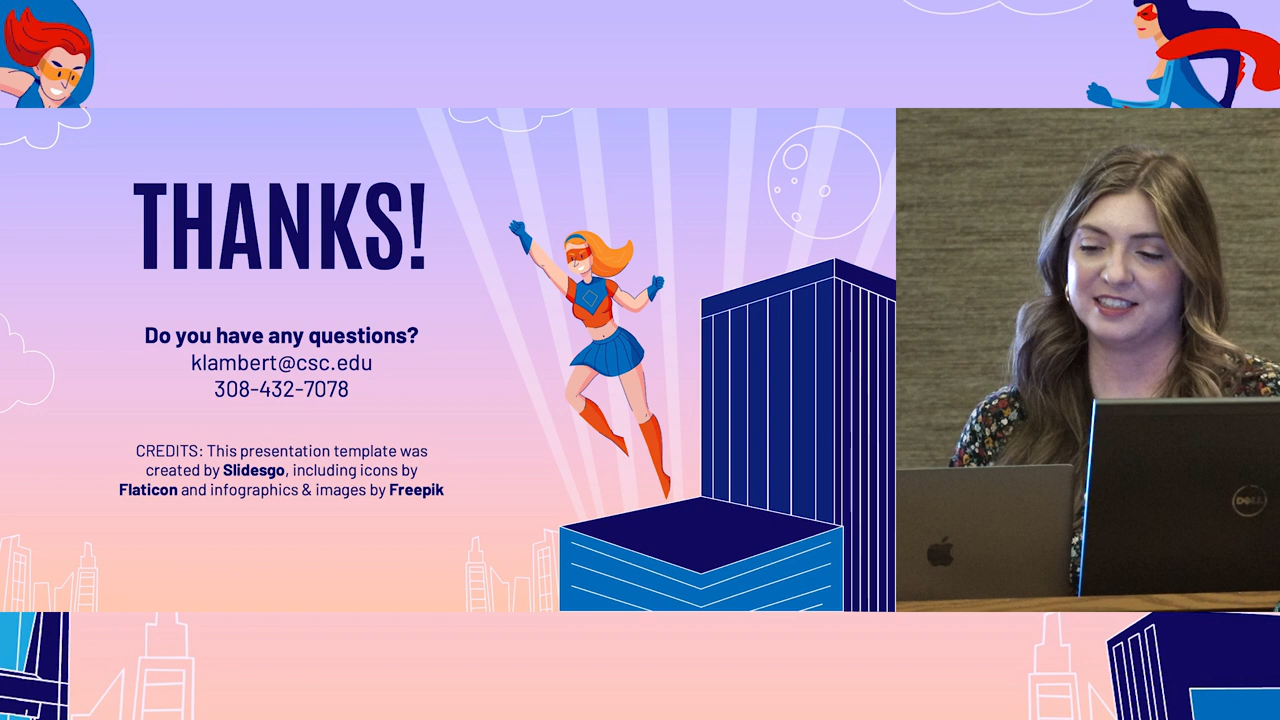 THANKS!
Do you have any questions?
klambert@csc.edu
308-432-7078
CREDITS: This presentation template was
created by Slidesgo, including icons by
Flaticon and infographics & images by Freepik
DELL